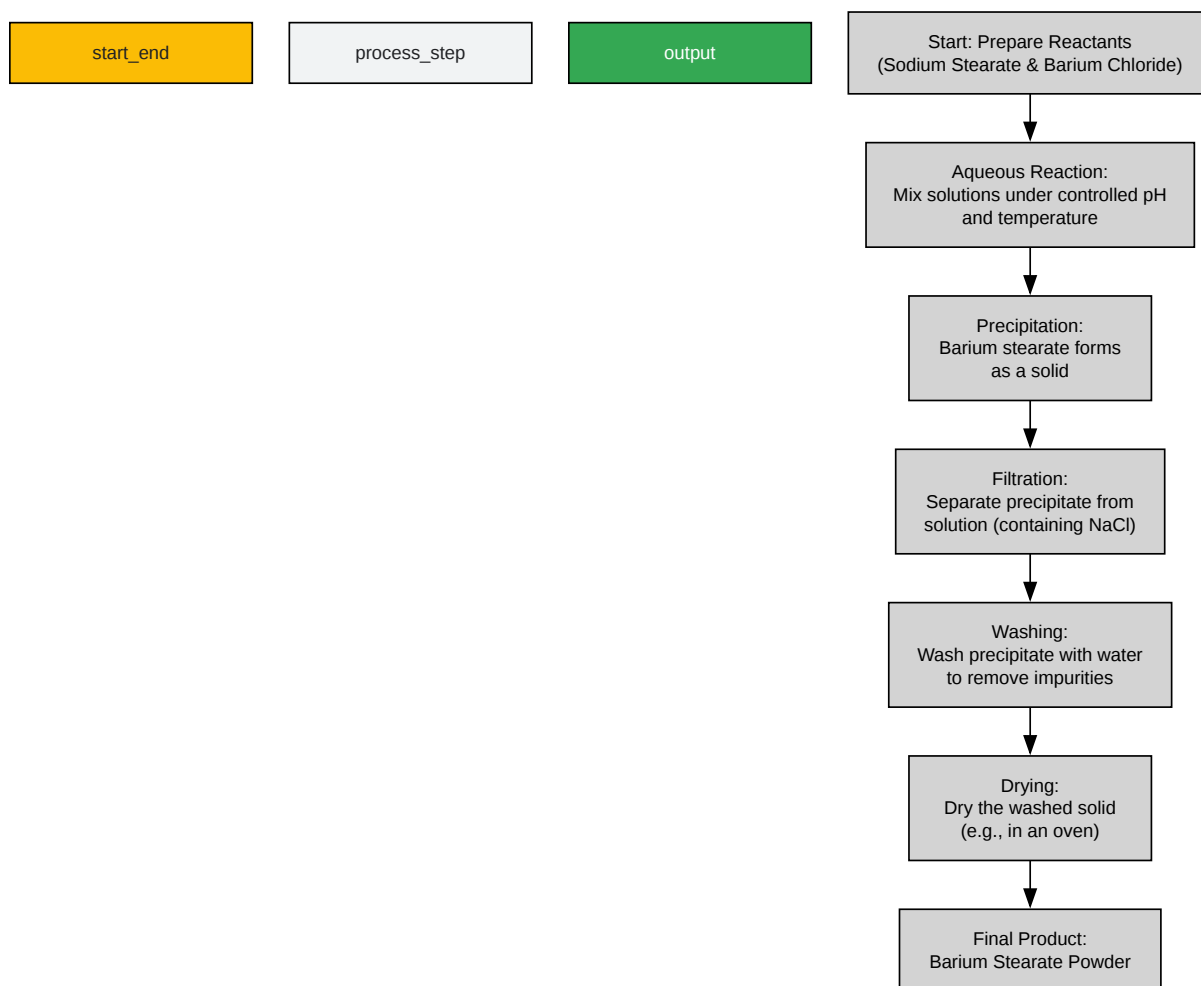 start_end
process_step
output
Start: Prepare Reactants
(Sodium Stearate & Barium Chloride)
Aqueous Reaction:
Mix solutions under controlled pH
and temperature
Precipitation:
Barium stearate forms
as a solid
Filtration:
Separate precipitate from
solution (containing NaCl)
Washing:
Wash precipitate with water
to remove impurities
Drying:
Dry the washed solid
(e.g., in an oven)
Final Product:
Barium Stearate Powder